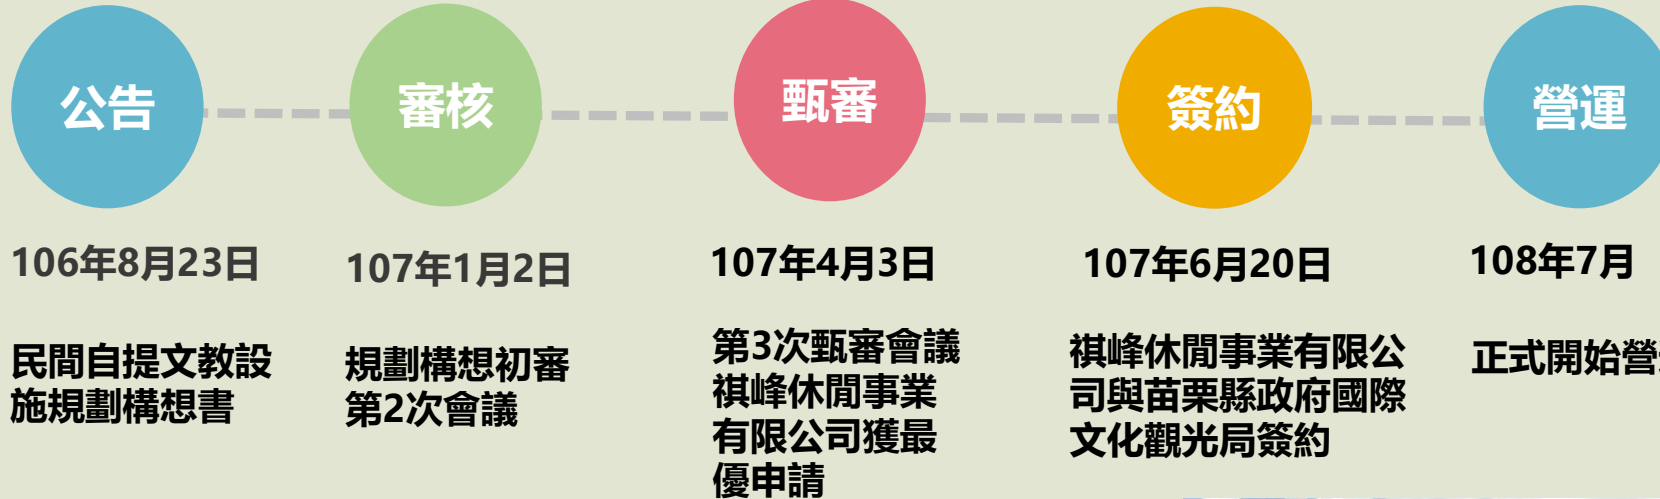 公告
審核
甄審
簽約
營運
106年8月23日
107年1月2日
107年4月3日
107年6月20日
108年7月
民間自提文教設
施規劃構想書
規劃構想初審
第2次會議
第3次甄審會議
祺峰休閒事業
有限公司獲最
優申請
祺峰休閒事業有限公
司與苗栗縣政府國際
文化觀光局簽約
正式開始營